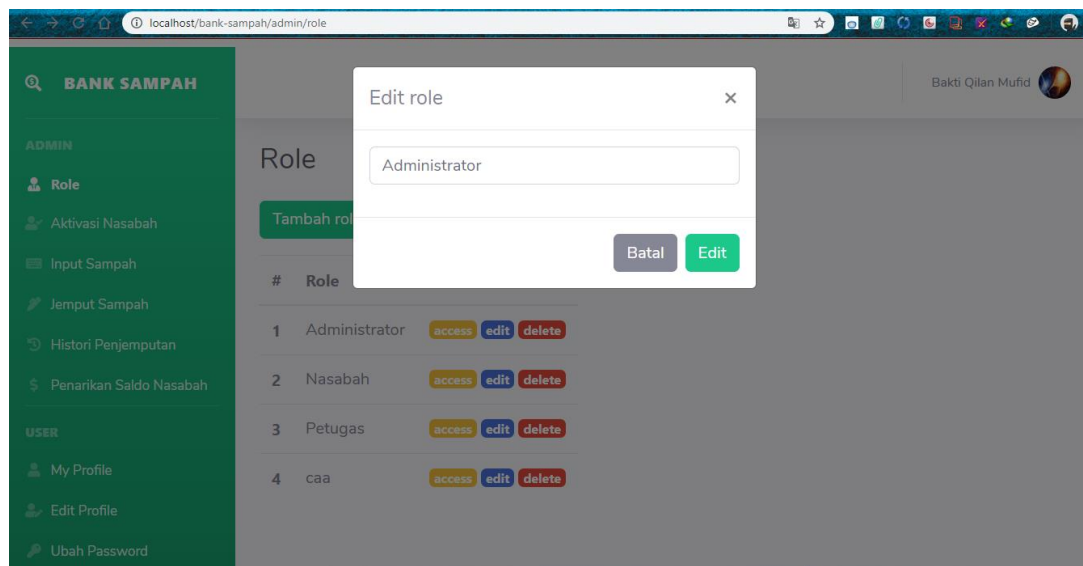 localhost/bank-sampah/admin/role
BANK SAMPAH
Bakti Qilan Mufid
ADMIN
Role
Aktivasi Nasabah
Input Sampah
Jemput Sampah
Histori Penjemputan
Penarikan Saldo Nasabah
USER
My Profile
Edit Profile
Ubah Password
Edit role
×
Administrator
Batal Edit
Role
Tambah rol
# Role
1 Administrator access edit delete
2 Nasabah access edit delete
3 Petugas access edit delete
4 caa access edit delete